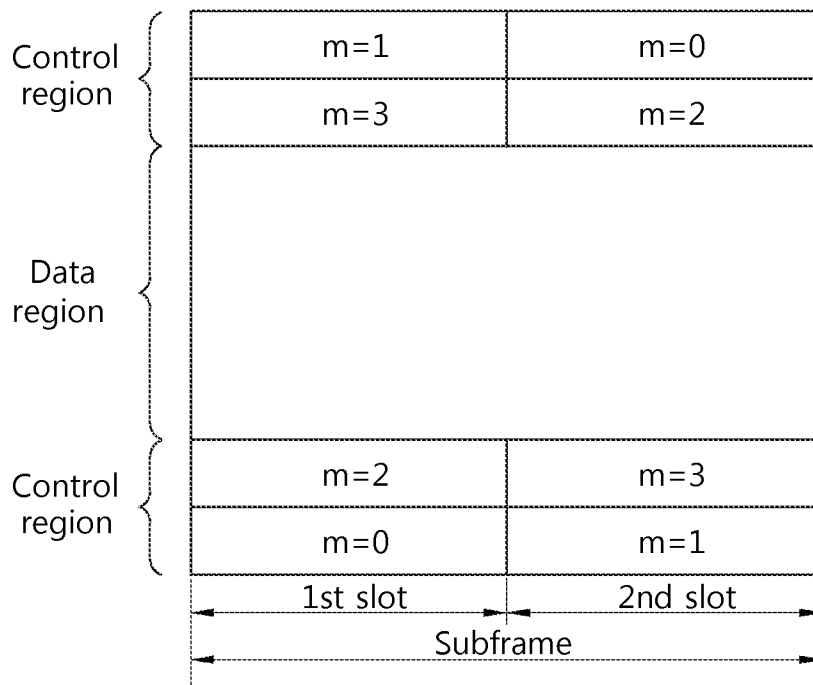 Control
region
m=1
m=0
m=3
m=2
Data
region
Control
region
m=2
m=3
m=0
m=1
1st slot
2nd slot
Subframe